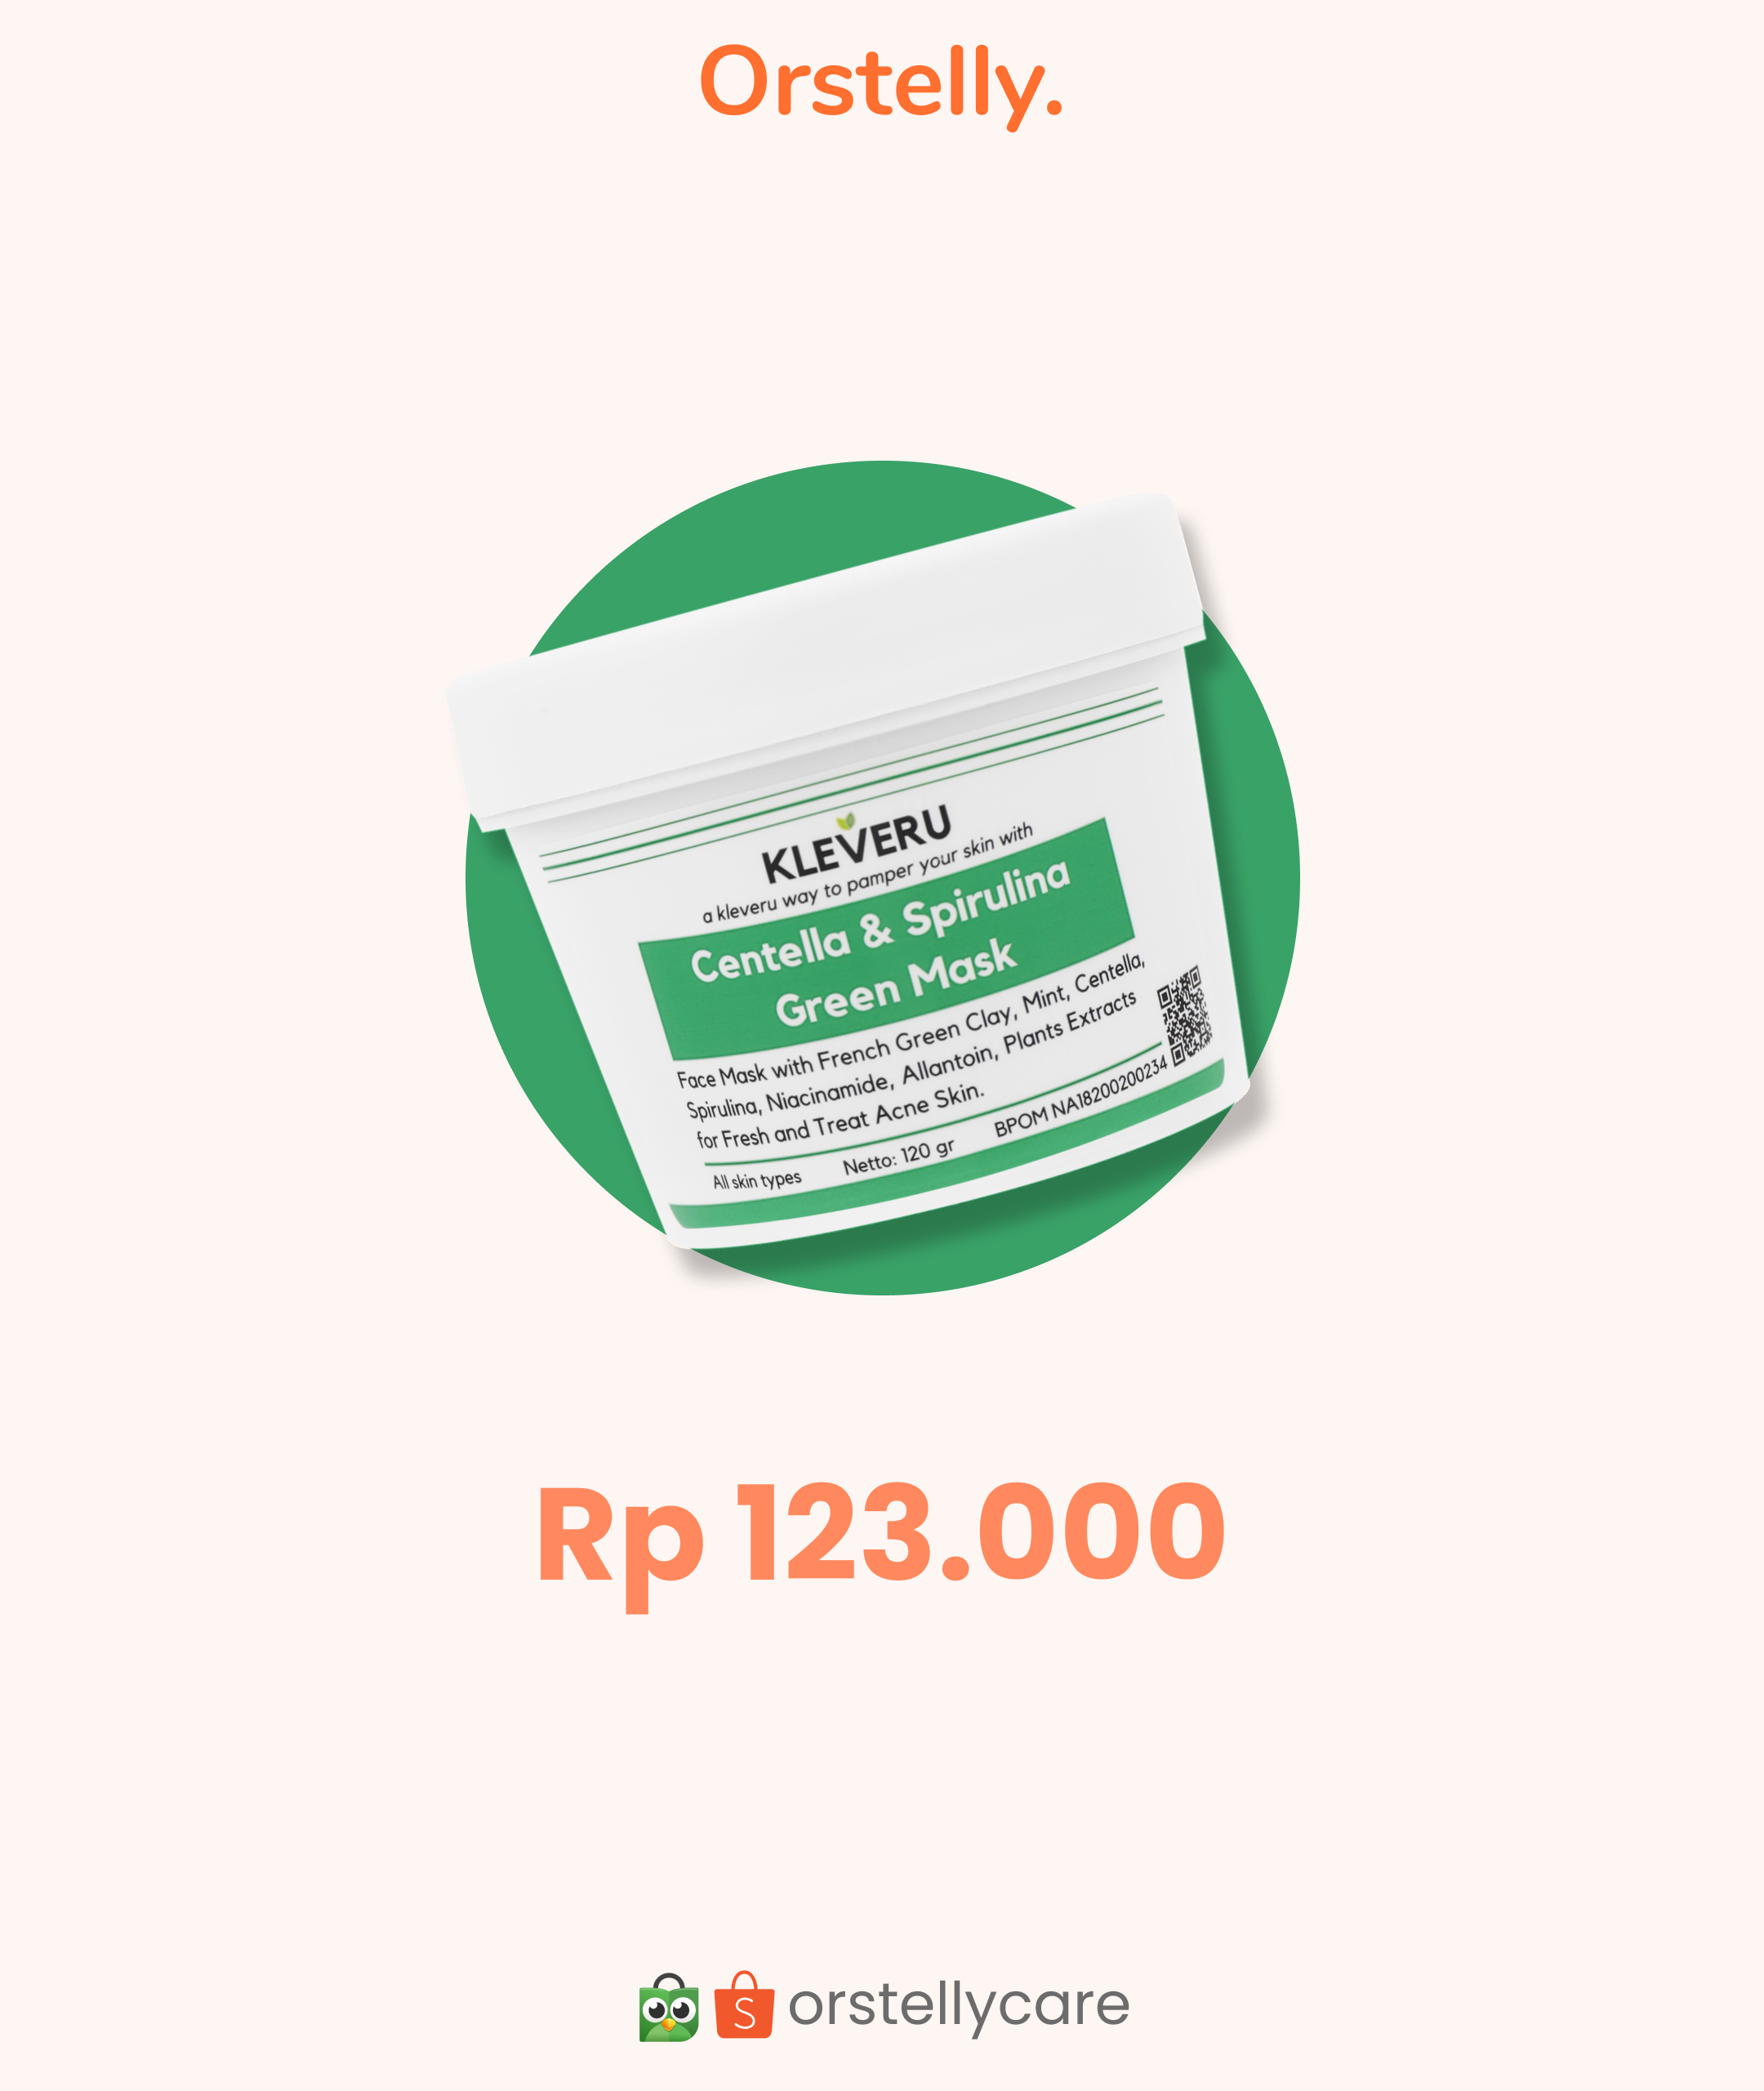 Orstelly.
KLEVERU
a kleveru way to pamper your skin with
Centella & Spirulina
Green Mask
Face Mask with French Green Clay, Mint, Centella,
Spirulina, Niacinamide, Allantoin, Plants Extracts
for Fresh and Treat Acne Skin.
All skin types Netto: 120 gr BPOM NA18200200234
Rp 123.000
orstellycare